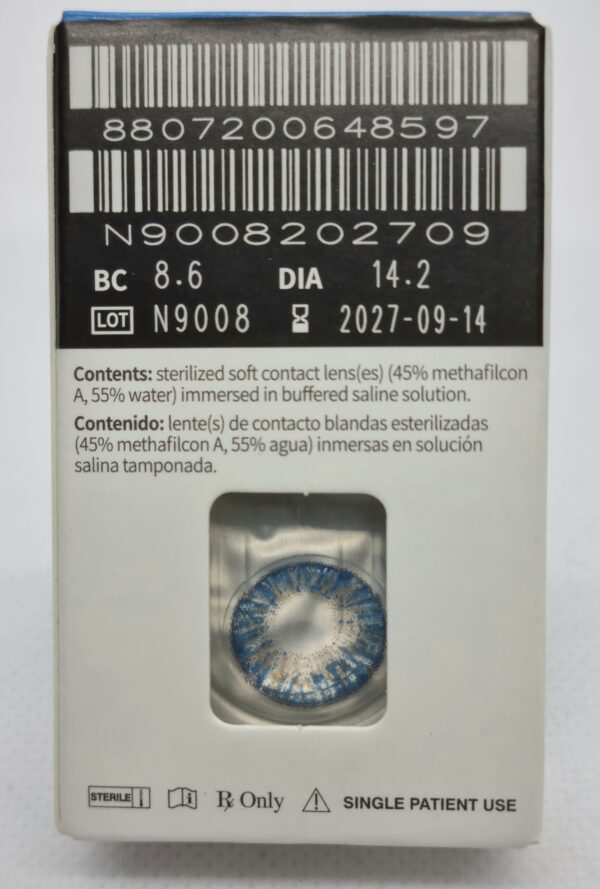 8807200648597
N9008202709
BC 8.6 DIA 14.2
LOT N9008 2027-09-14
Contents: sterilized soft contact lens(es) (45% methafilcon
A, 55% water) immersed in buffered saline solution.
Contenido: lente(s) de contacto blandas esterilizadas
(45% methafilcon A, 55% agua) inmersas en solución
salina tamponada.
STERILE ℞ Only SINGLE PATIENT USE